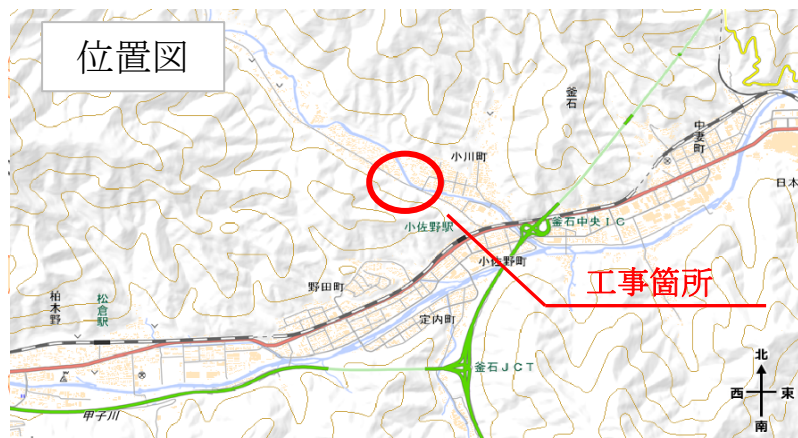 位置図
釜石
中妻町
小川町
日本
小佐野駅
釜石中央IC
小佐野町
工事箇所
野田町
柏木野
松倉駅
定内町
釜石JCT
甲子川
北
西
東
南